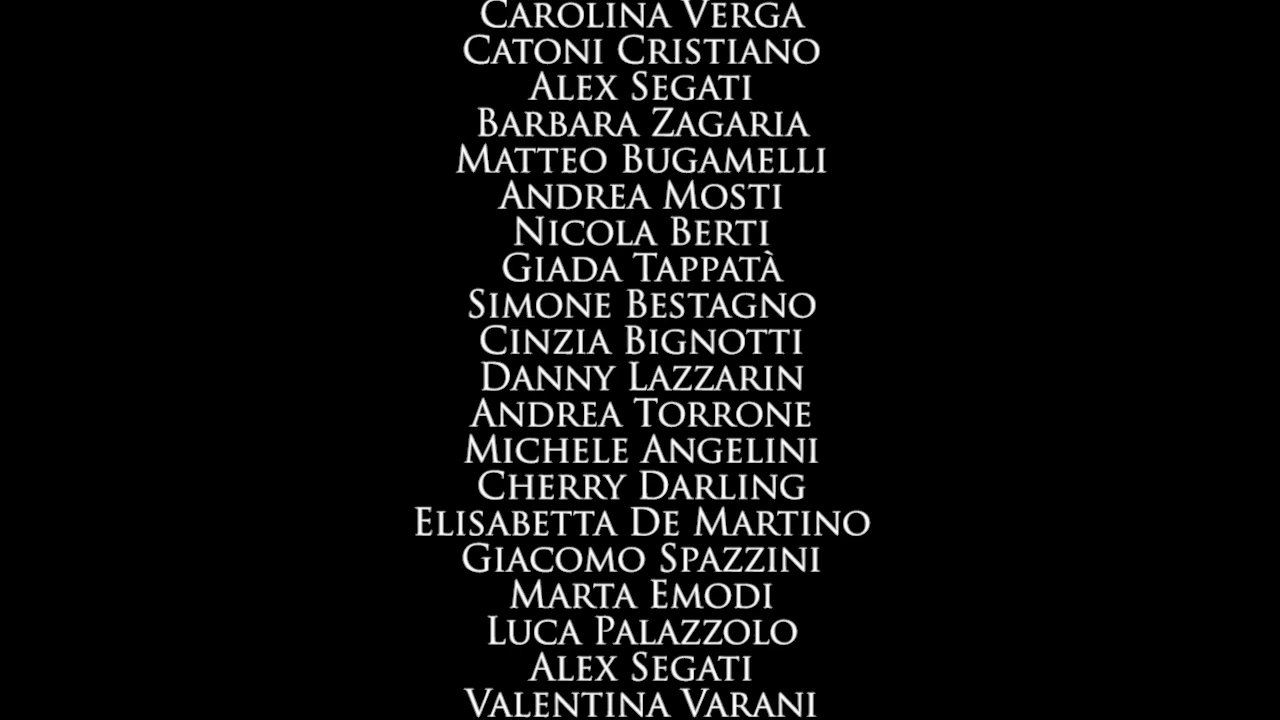 Carolina Verga
Catoni Cristiano
Alex Segati
Barbara Zagaria
Matteo Bugamelli
Andrea Mosti
Nicola Berti
Giada Tappatà
Simone Bestagno
Cinzia Bignotti
Danny Lazzarin
Andrea Torrone
Michele Angelini
Cherry Darling
Elisabetta De Martino
Giacomo Spazzini
Marta Emodi
Luca Palazzolo
Alex Segati
Valentina Varani